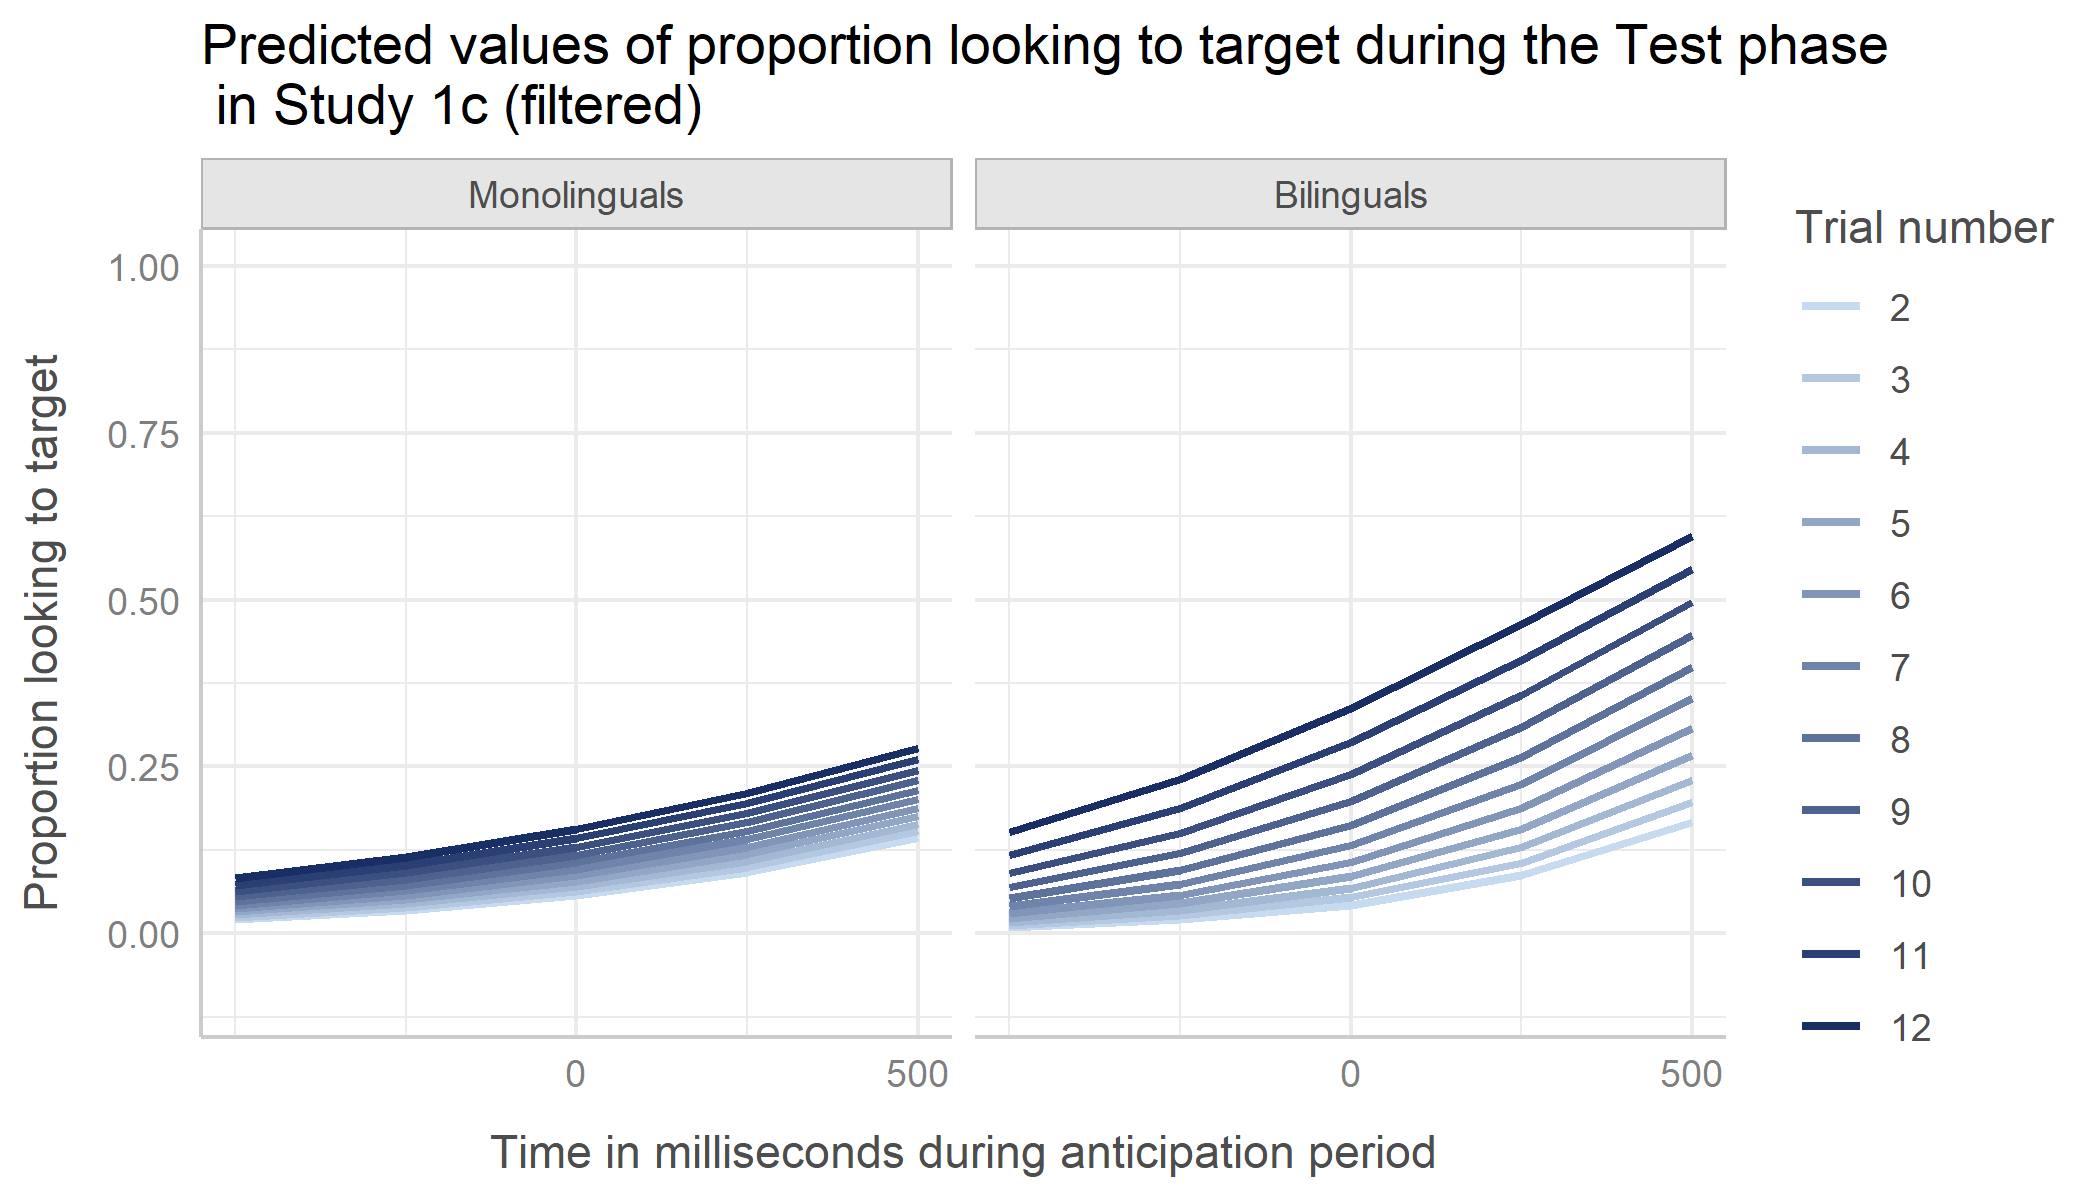 Predicted values of proportion looking to target during the Test phase
in Study 1c (filtered)
Monolinguals
Bilinguals
Proportion looking to target
1.00
0.75
0.50
0.25
0.00
0
500
0
500
Time in milliseconds during anticipation period
Trial number
2
3
4
5
6
7
8
9
10
11
12